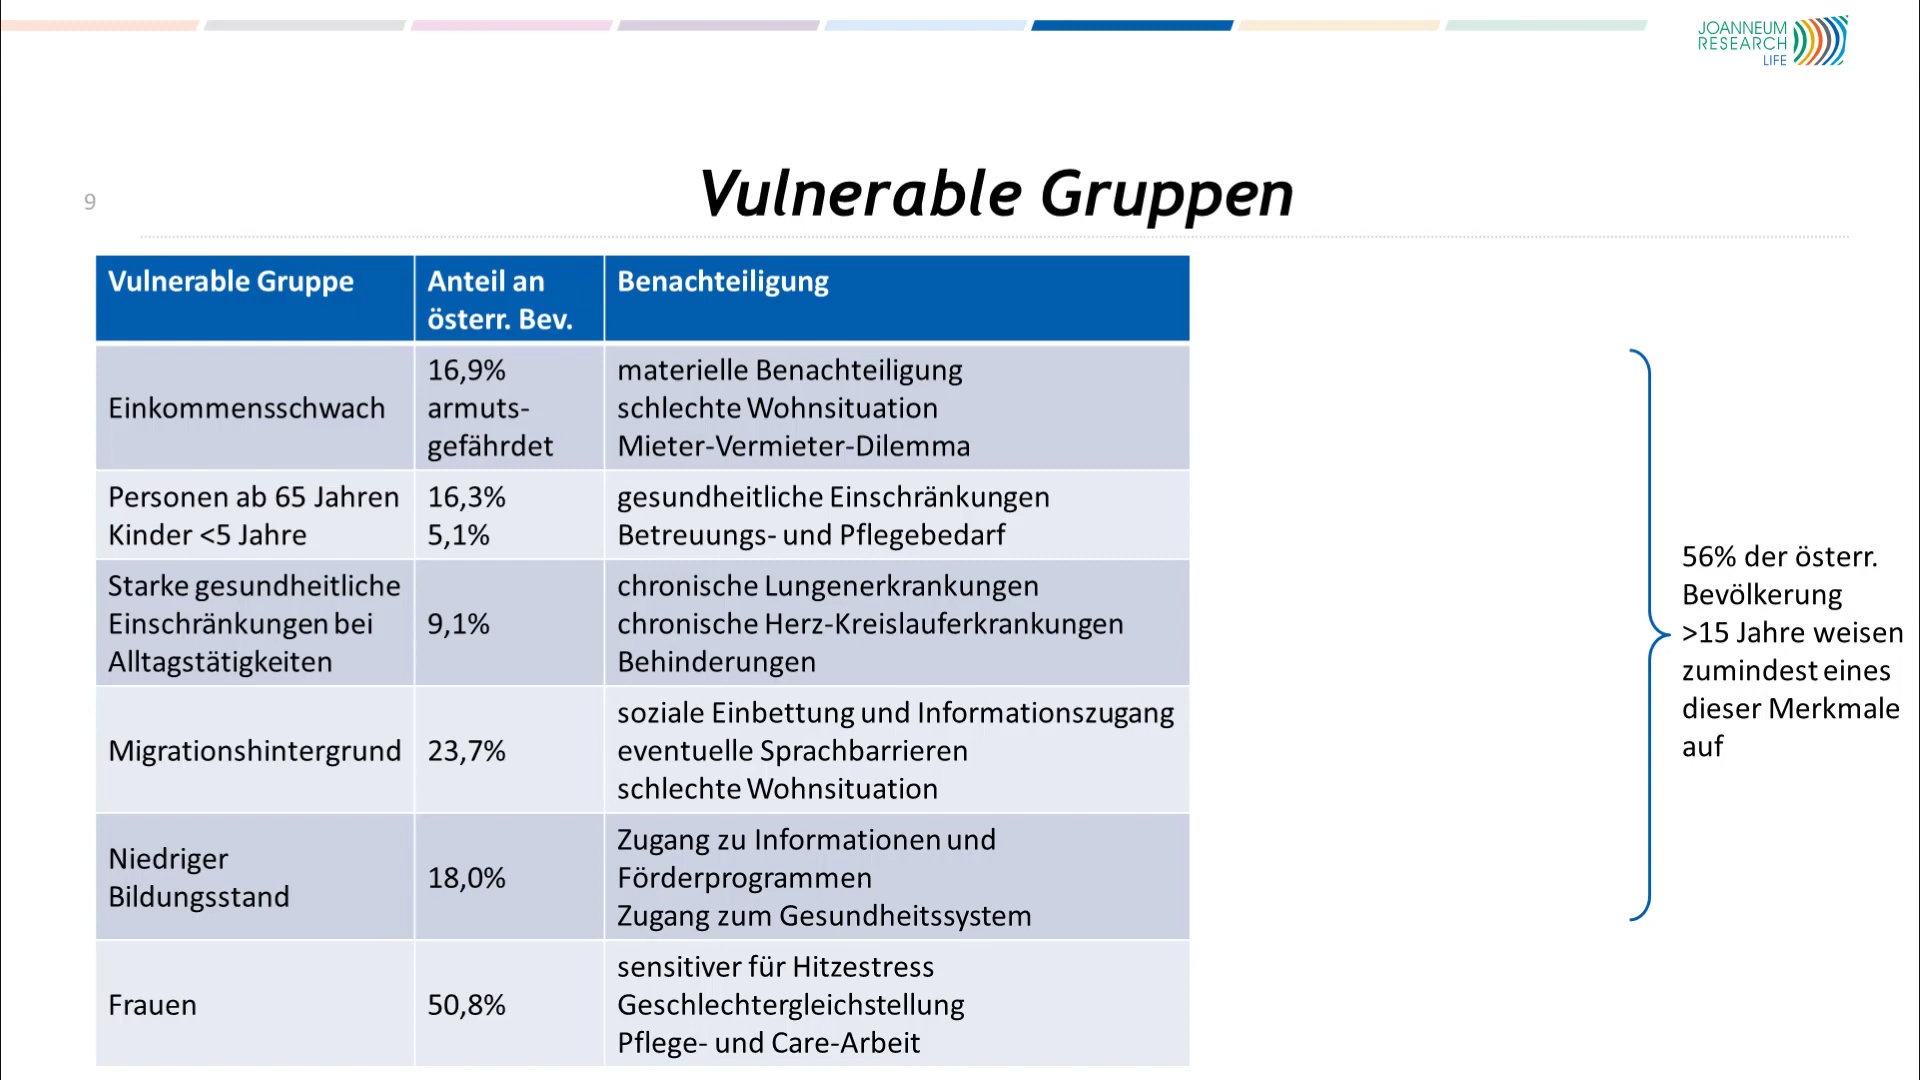 JOANNEUM
RESEARCH
LIFE
9
Vulnerable Gruppen
Vulnerable Gruppe
Anteil an
österr. Bev.
Benachteiligung
Einkommensschwach
16,9%
armuts-
gefährdet
materielle Benachteiligung
schlechte Wohnsituation
Mieter-Vermieter-Dilemma
Personen ab 65 Jahren
Kinder <5 Jahre
16,3%
5,1%
gesundheitliche Einschränkungen
Betreuungs- und Pflegebedarf
Starke gesundheitliche
Einschränkungen bei
Alltagstätigkeiten
9,1%
chronische Lungenerkrankungen
chronische Herz-Kreislauferkrankungen
Behinderungen
Migrationshintergrund
23,7%
soziale Einbettung und Informationszugang
eventuelle Sprachbarrieren
schlechte Wohnsituation
Niedriger
Bildungsstand
18,0%
Zugang zu Informationen und
Förderprogrammen
Zugang zum Gesundheitssystem
Frauen
50,8%
sensitiver für Hitzestress
Geschlechtergleichstellung
Pflege- und Care-Arbeit
56% der österr.
Bevölkerung
>15 Jahre weisen
zumindest eines
dieser Merkmale
auf